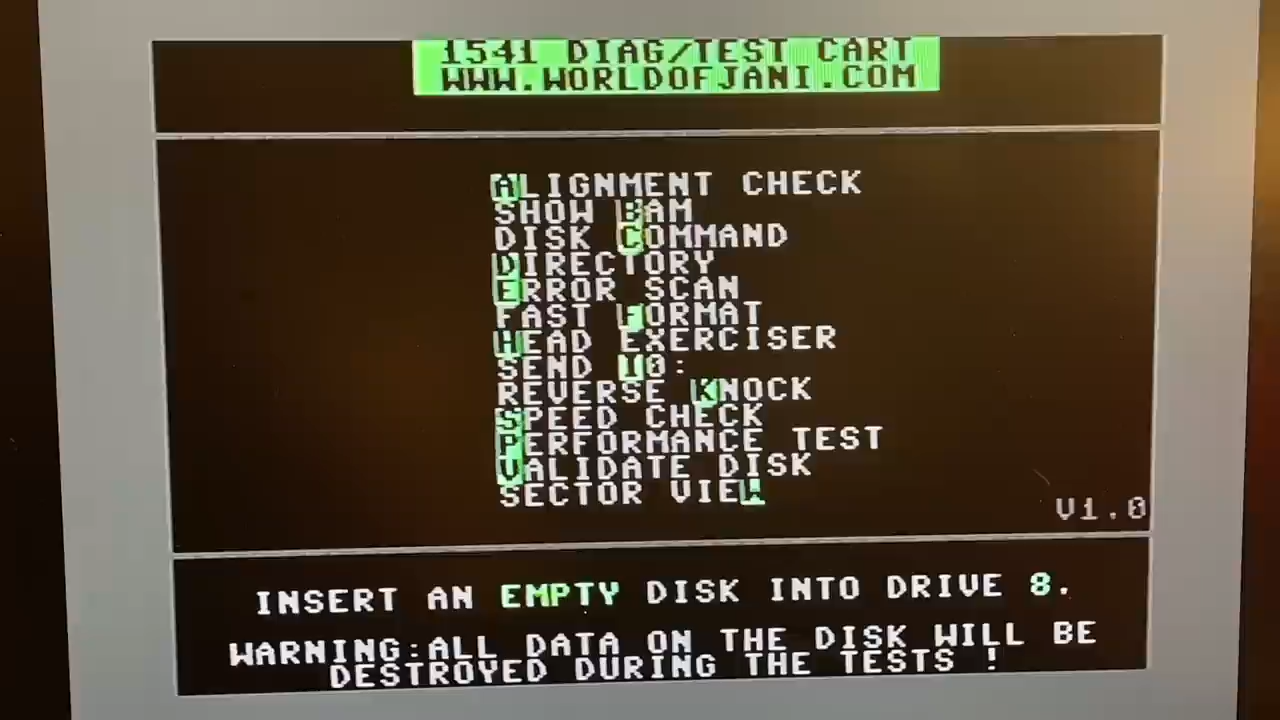 1541 DIAG/TEST CART
WWW.WORLDOFJANI.COM
ALIGNMENT CHECK
SHOW BAM
DISK COMMAND
DIRECTORY
ERROR SCAN
FAST FORMAT
HEAD EXERCISER
SEND I0:
REVERSE KNOCK
SPEED CHECK
PERFORMANCE TEST
VALIDATE DISK
SECTOR VIEW
V1.0
INSERT AN EMPTY DISK INTO DRIVE 8.
WARNING:ALL DATA ON THE DISK WILL BE
DESTROYED DURING THE TESTS !